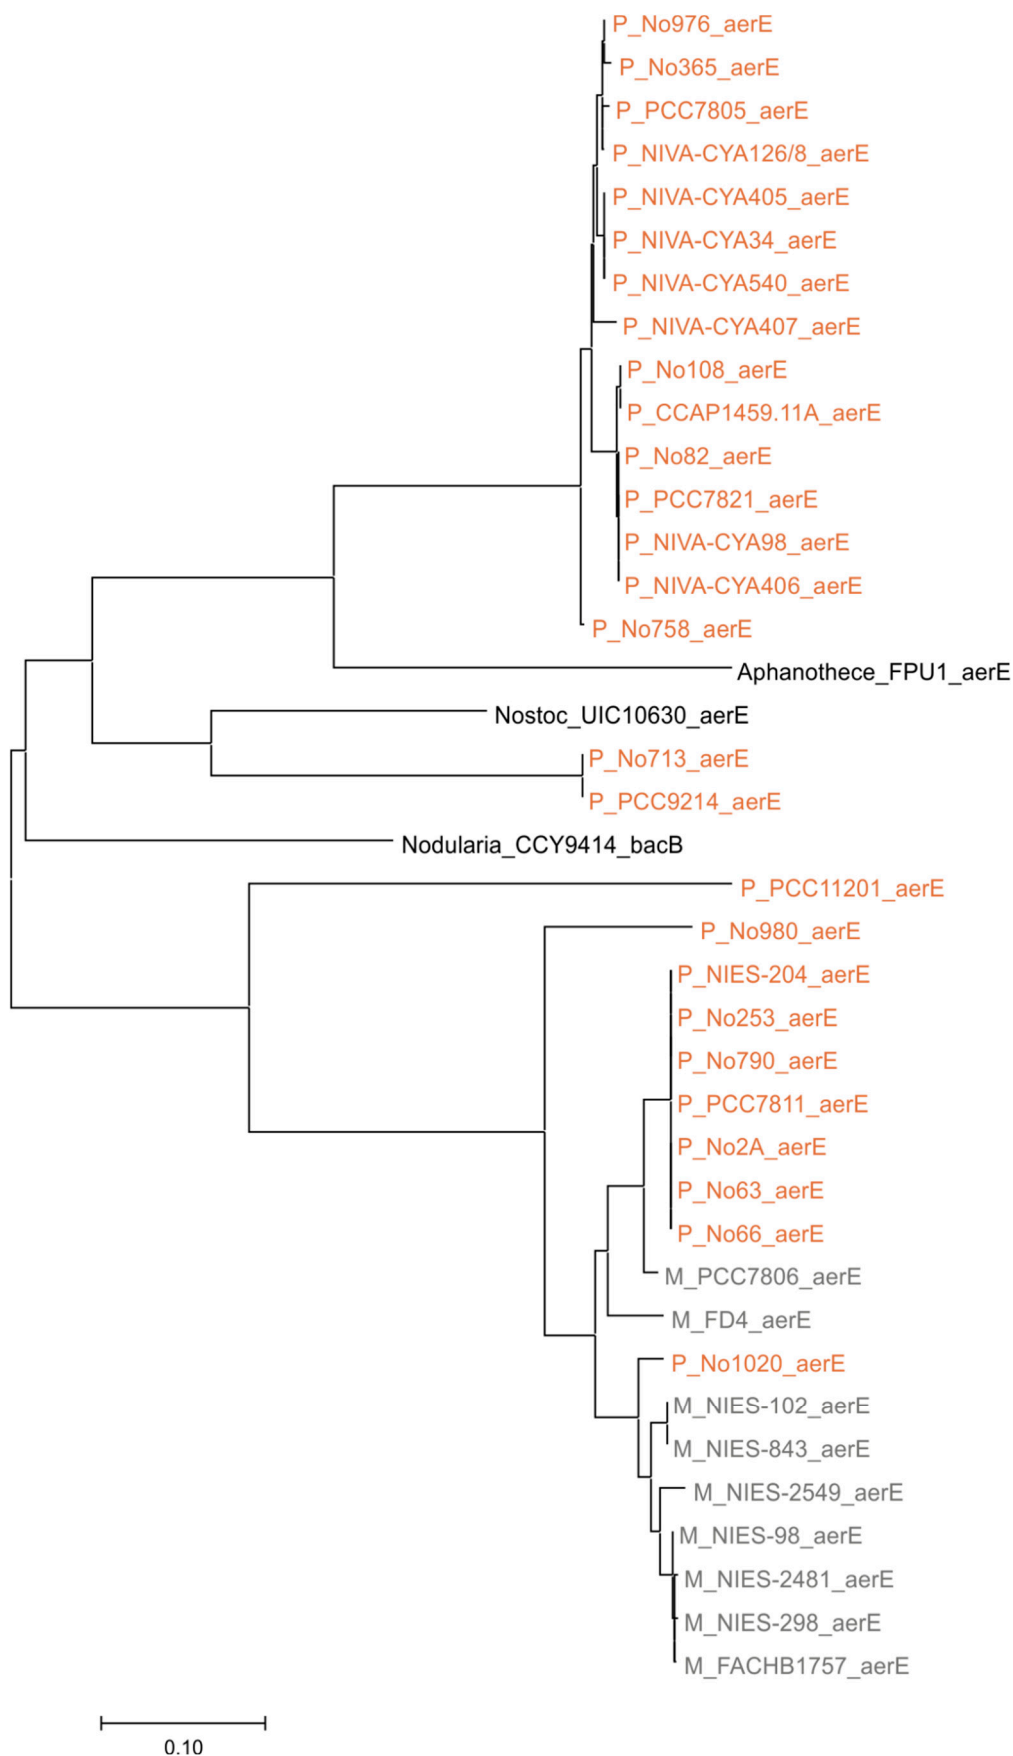 P_No976_aerE
P_No365_aerE
P_PCC7805_aerE
P_NIVA-CYA126/8_aerE
P_NIVA-CYA405_aerE
P_NIVA-CYA34_aerE
P_NIVA-CYA540_aerE
P_NIVA-CYA407_aerE
P_No108_aerE
P_CCAP1459.11A_aerE
P_No82_aerE
P_PCC7821_aerE
P_NIVA-CYA98_aerE
P_NIVA-CYA406_aerE
P_No758_aerE
Aphanothece_FPU1_aerE
Nostoc_UIC10630_aerE
P_No713_aerE
P_PCC9214_aerE
Nodularia_CCY9414_bacB
P_PCC11201_aerE
P_No980_aerE
P_NIES-204_aerE
P_No253_aerE
P_No790_aerE
P_PCC7811_aerE
P_No2A_aerE
P_No63_aerE
P_No66_aerE
M_PCC7806_aerE
M_FD4_aerE
P_No1020_aerE
M_NIES-102_aerE
M_NIES-843_aerE
M_NIES-2549_aerE
M_NIES-98_aerE
M_NIES-2481_aerE
M_NIES-298_aerE
M_FACHB1757_aerE
0.10